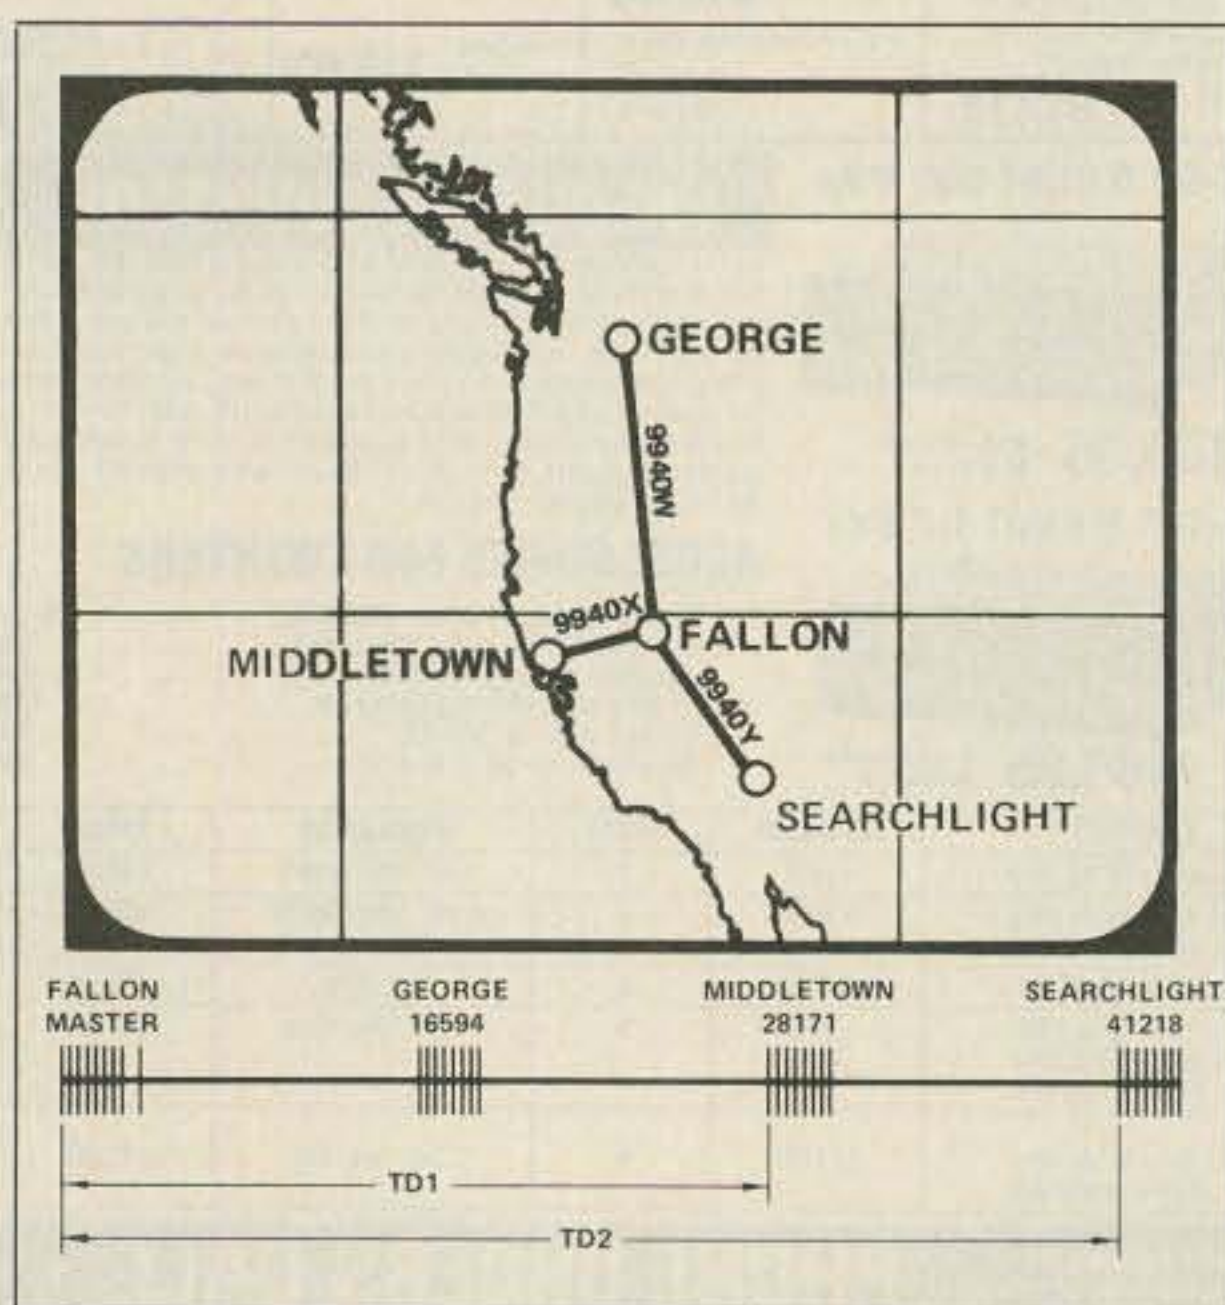 GEORGE
9940W
9940X
FALLON
MIDDLETOWN
9940Y
SEARCHLIGHT
FALLON
MASTER
GEORGE
16594
MIDDLETOWN
28171
SEARCHLIGHT
41218
TD1
TD2